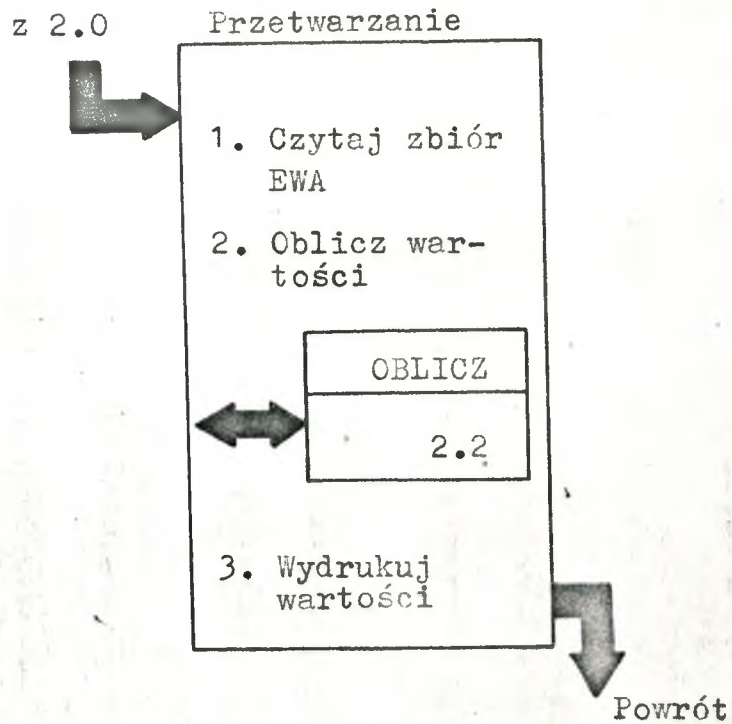 z 2.0
Przetwarzanie
1. Czytaj zbiór
EWA
2. Oblicz war-
tości
OBLICZ
2.2
3. Wydrukuj
wartości
Powrót